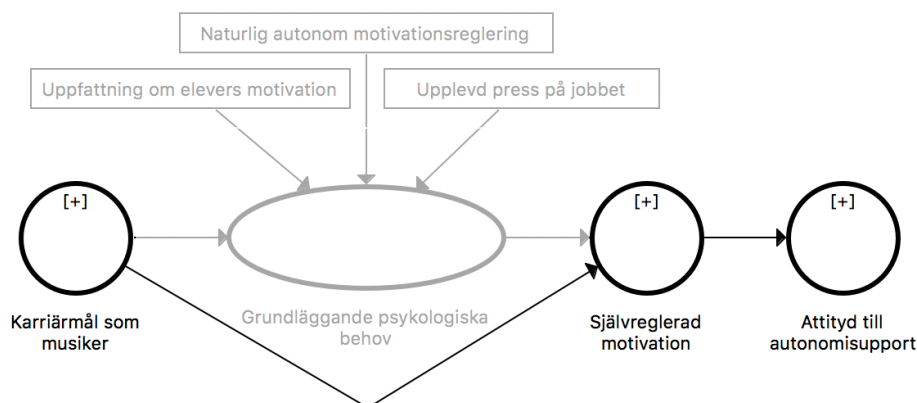 Naturlig autonom motivationsreglering
Uppfattning om elevers motivation
Upplevd press på jobbet
[+]
[+]
[+]
Karriärmål som
musiker
Grundläggande psykologiska
behov
Självreglerad
motivation
Attityd till
autonomisupport